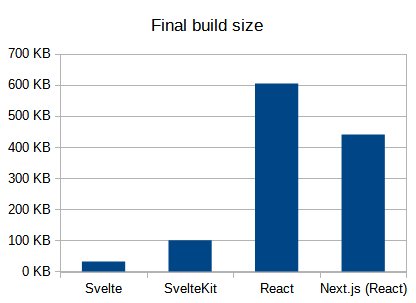 Final build size
700 KB
600 KB
500 KB
400 KB
300 KB
200 KB
100 KB
0 KB
Svelte SvelteKit React Next.js (React)